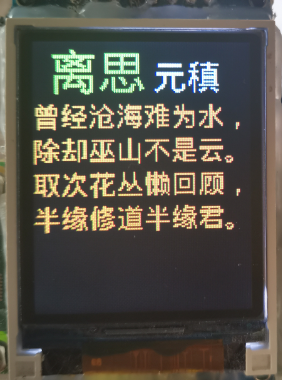 离思 元稹
曾经沧海难为水，
除却巫山不是云。
取次花丛懒回顾，
半缘修道半缘君。